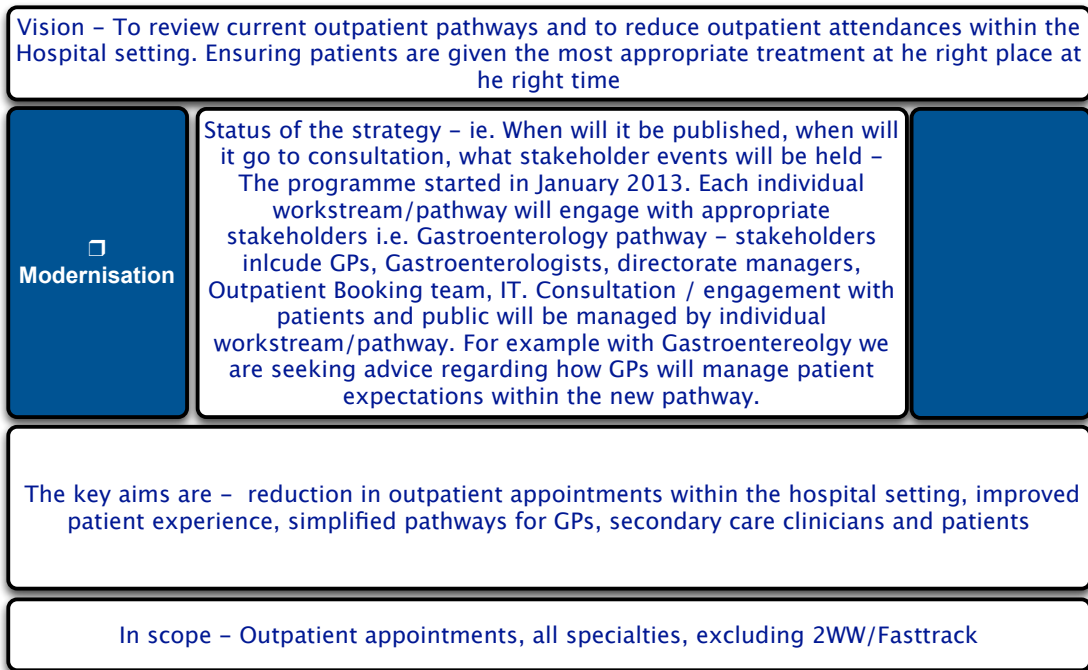 Vision – To review current outpatient pathways and to reduce outpatient attendances within the
Hospital setting. Ensuring patients are given the most appropriate treatment at he right place at
he right time
❒
Modernisation
Status of the strategy – ie. When will it be published, when will
it go to consultation, what stakeholder events will be held –
The programme started in January 2013. Each individual
workstream/pathway will engage with appropriate
stakeholders i.e. Gastroenterology pathway – stakeholders
inlcude GPs, Gastroenterologists, directorate managers,
Outpatient Booking team, IT. Consultation / engagement with
patients and public will be managed by individual
workstream/pathway. For example with Gastroentereolgy we
are seeking advice regarding how GPs will manage patient
expectations within the new pathway.
The key aims are – reduction in outpatient appointments within the hospital setting, improved
patient experience, simplified pathways for GPs, secondary care clinicians and patients
In scope – Outpatient appointments, all specialties, excluding 2WW/Fasttrack